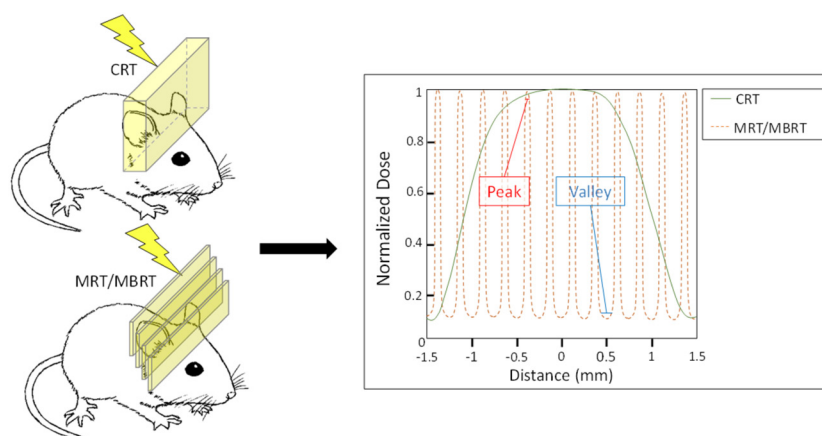 CRT
MRT/MBRT
Normalized Dose
1
0.8
0.6
0.4
0.2
0
-1.5 -1 -0.5 0 0.5 1 1.5
Distance (mm)
Peak
Valley
CRT
MRT/MBRT